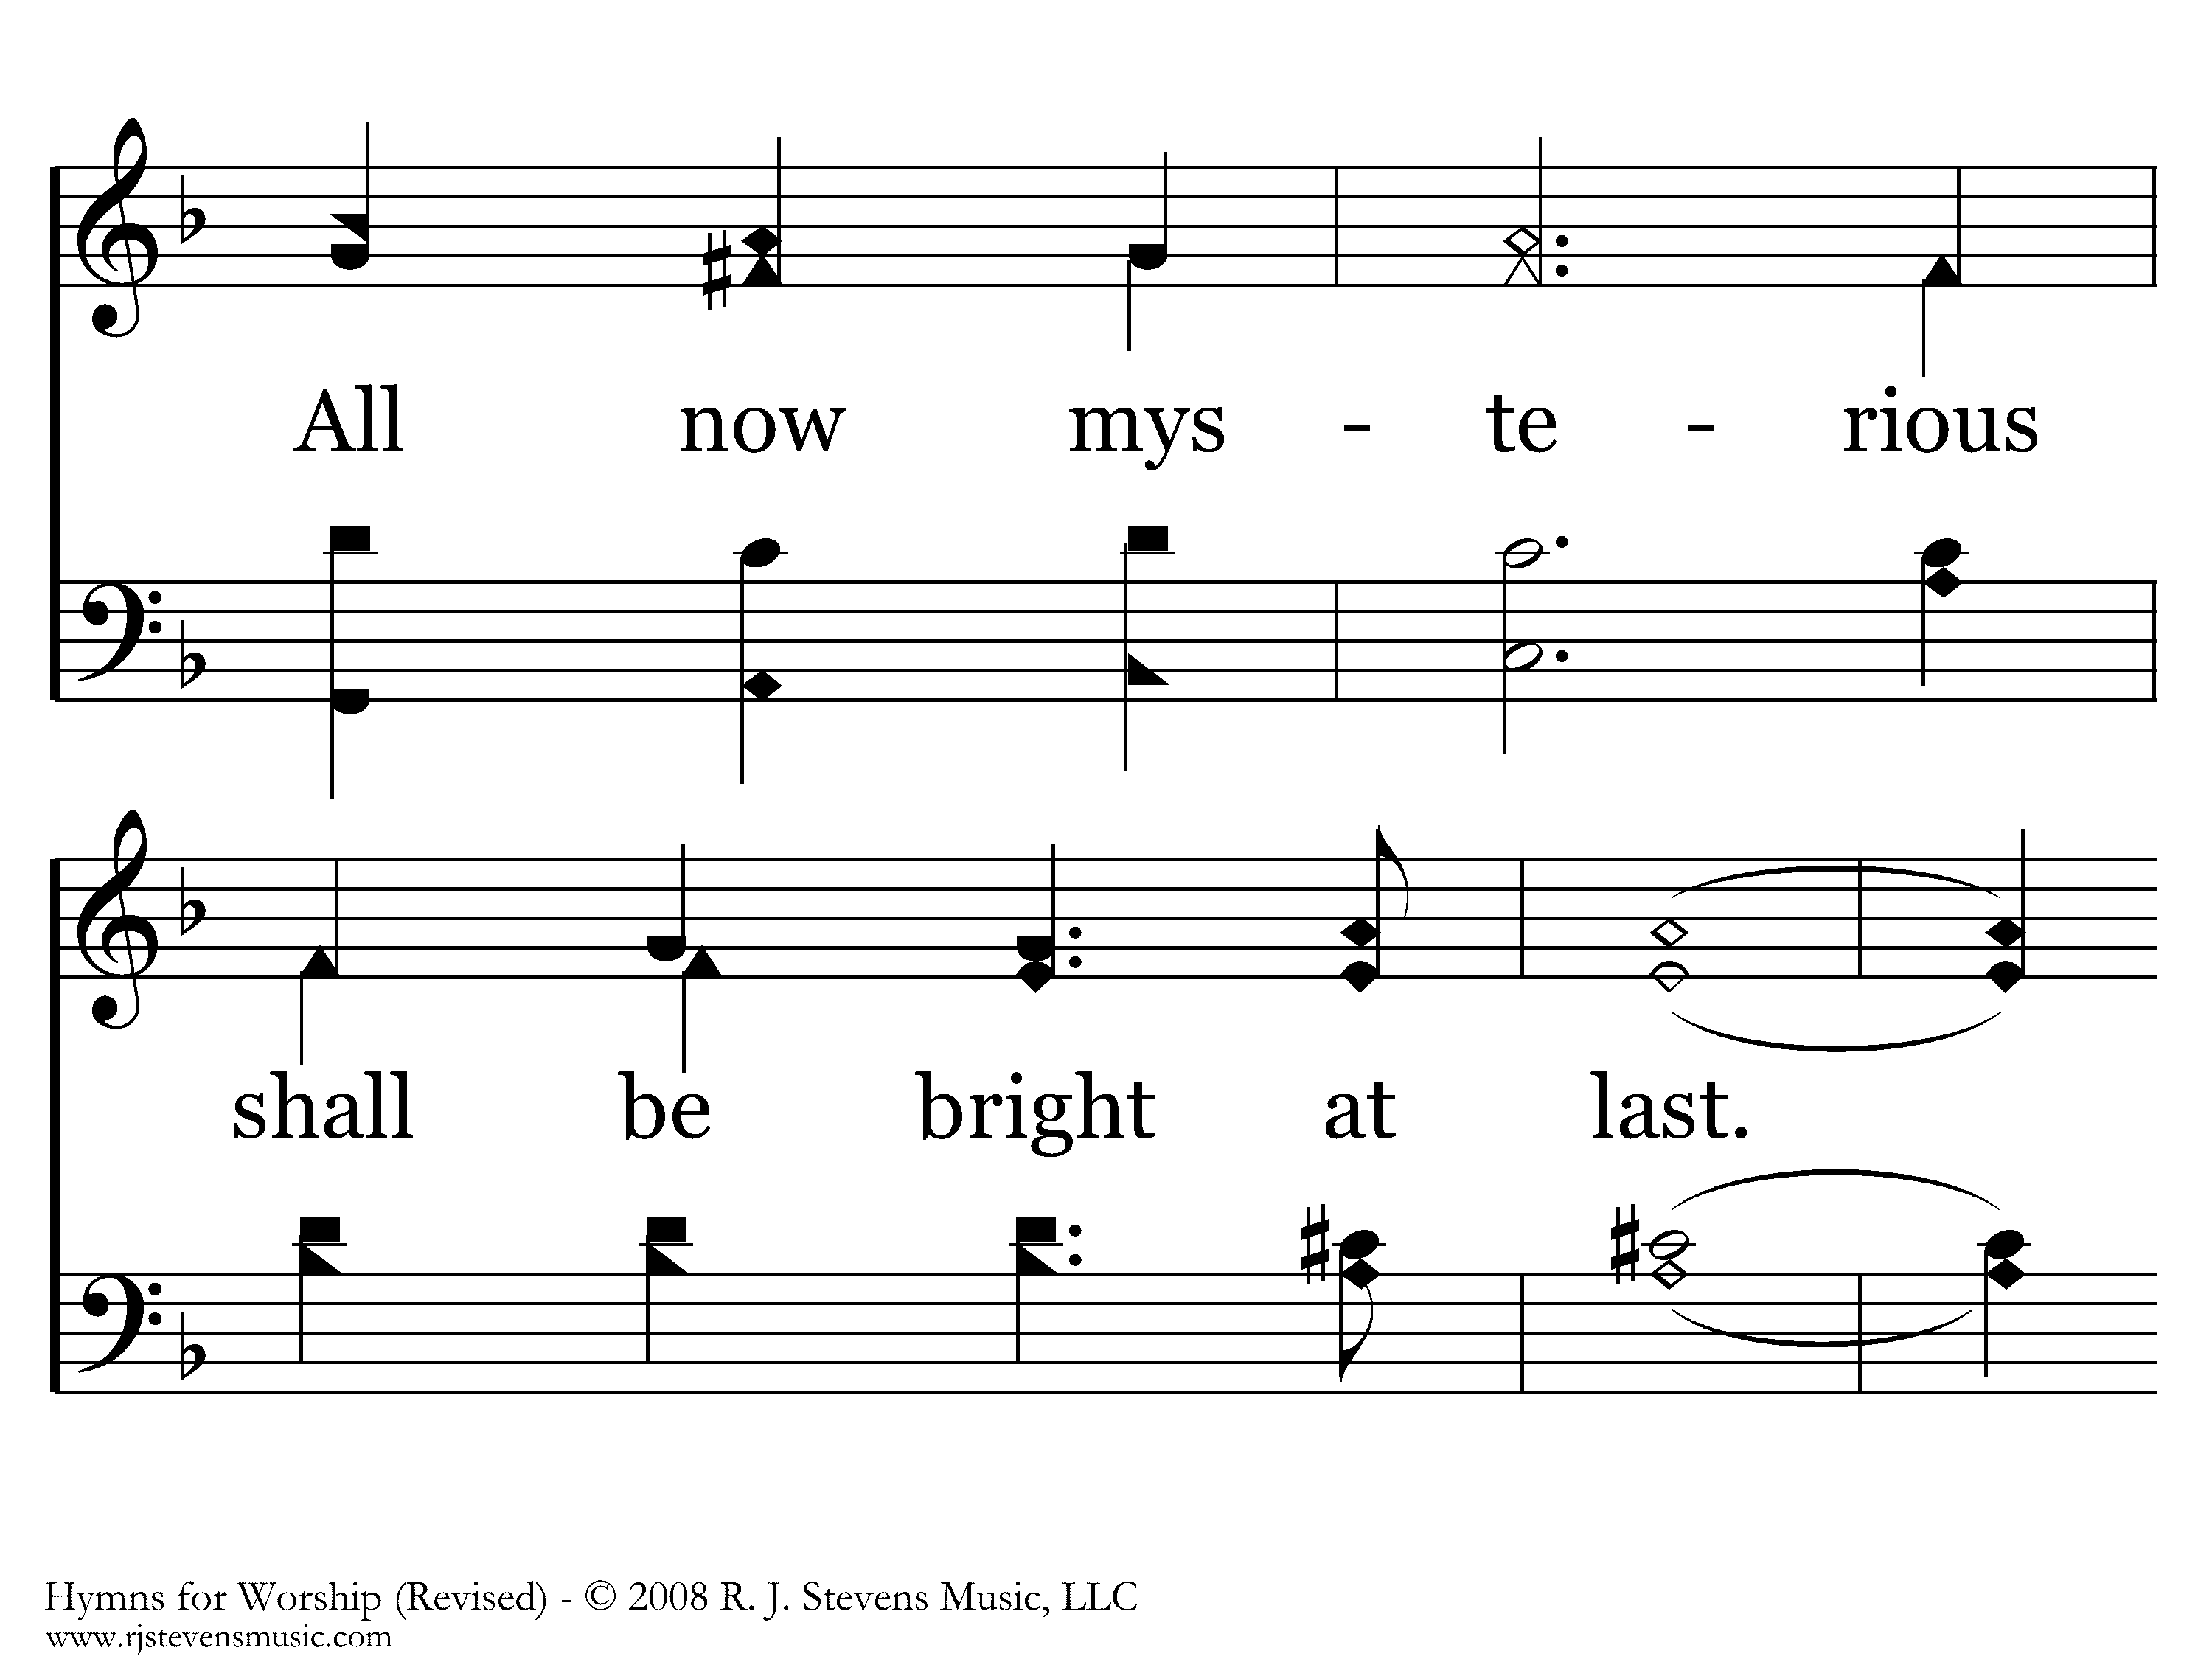 All now mys - te - rious
shall be bright at last.
Hymns for Worship (Revised) - © 2008 R. J. Stevens Music, LLC
www.rjstevensmusic.com